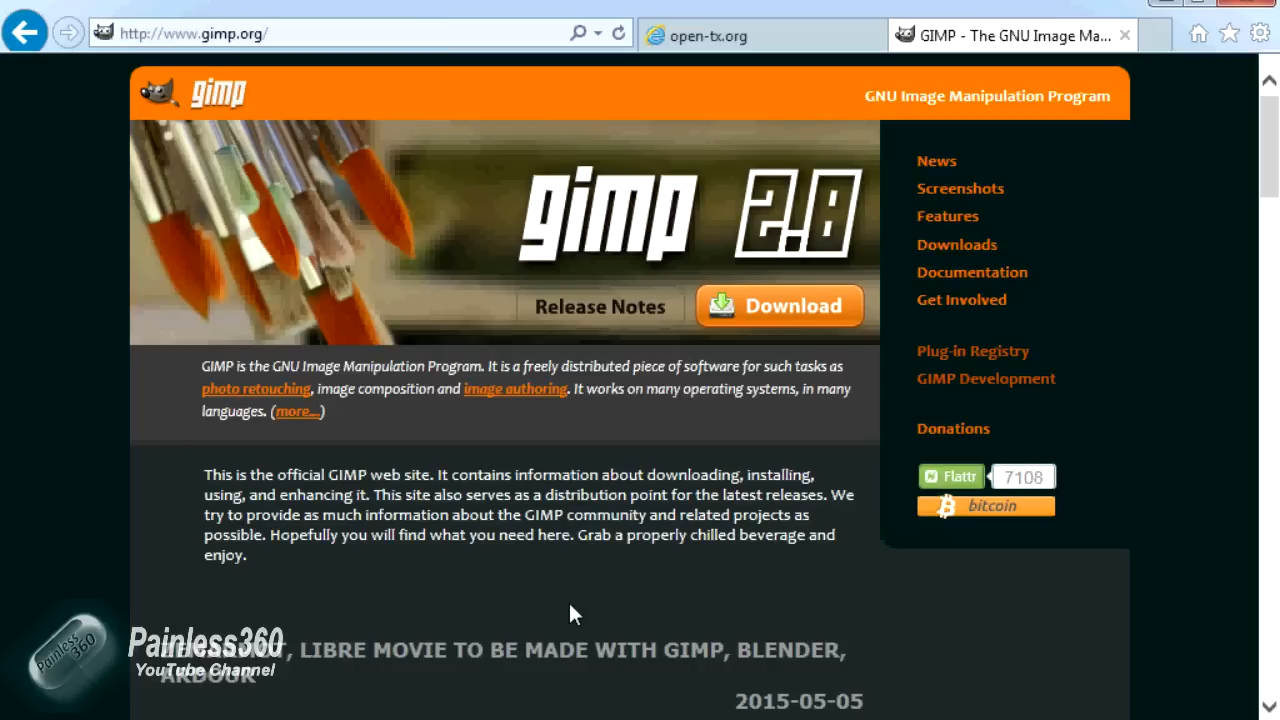 http://www.gimp.org/
open-tx.org
GIMP - The GNU Image Ma...
gimp
GNU Image Manipulation Program
gimp 2.8
Release Notes
Download
News
Screenshots
Features
Downloads
Documentation
Get Involved
Plug-in Registry
GIMP Development
Donations
Flattr 7108
bitcoin
GIMP is the GNU Image Manipulation Program. It is a freely distributed piece of software for such tasks as
photo retouching, image composition and image authoring. It works on many operating systems, in many
languages. (more...)
This is the official GIMP web site. It contains information about downloading, installing,
using, and enhancing it. This site also serves as a distribution point for the latest releases. We
try to provide as much information about the GIMP community and related projects as
possible. Hopefully you will find what you need here. Grab a properly chilled beverage and
enjoy.
, LIBRE MOVIE TO BE MADE WITH GIMP, BLENDER,
ARDOUR
2015-05-05
Painless360
Painless360
YouTube Channel